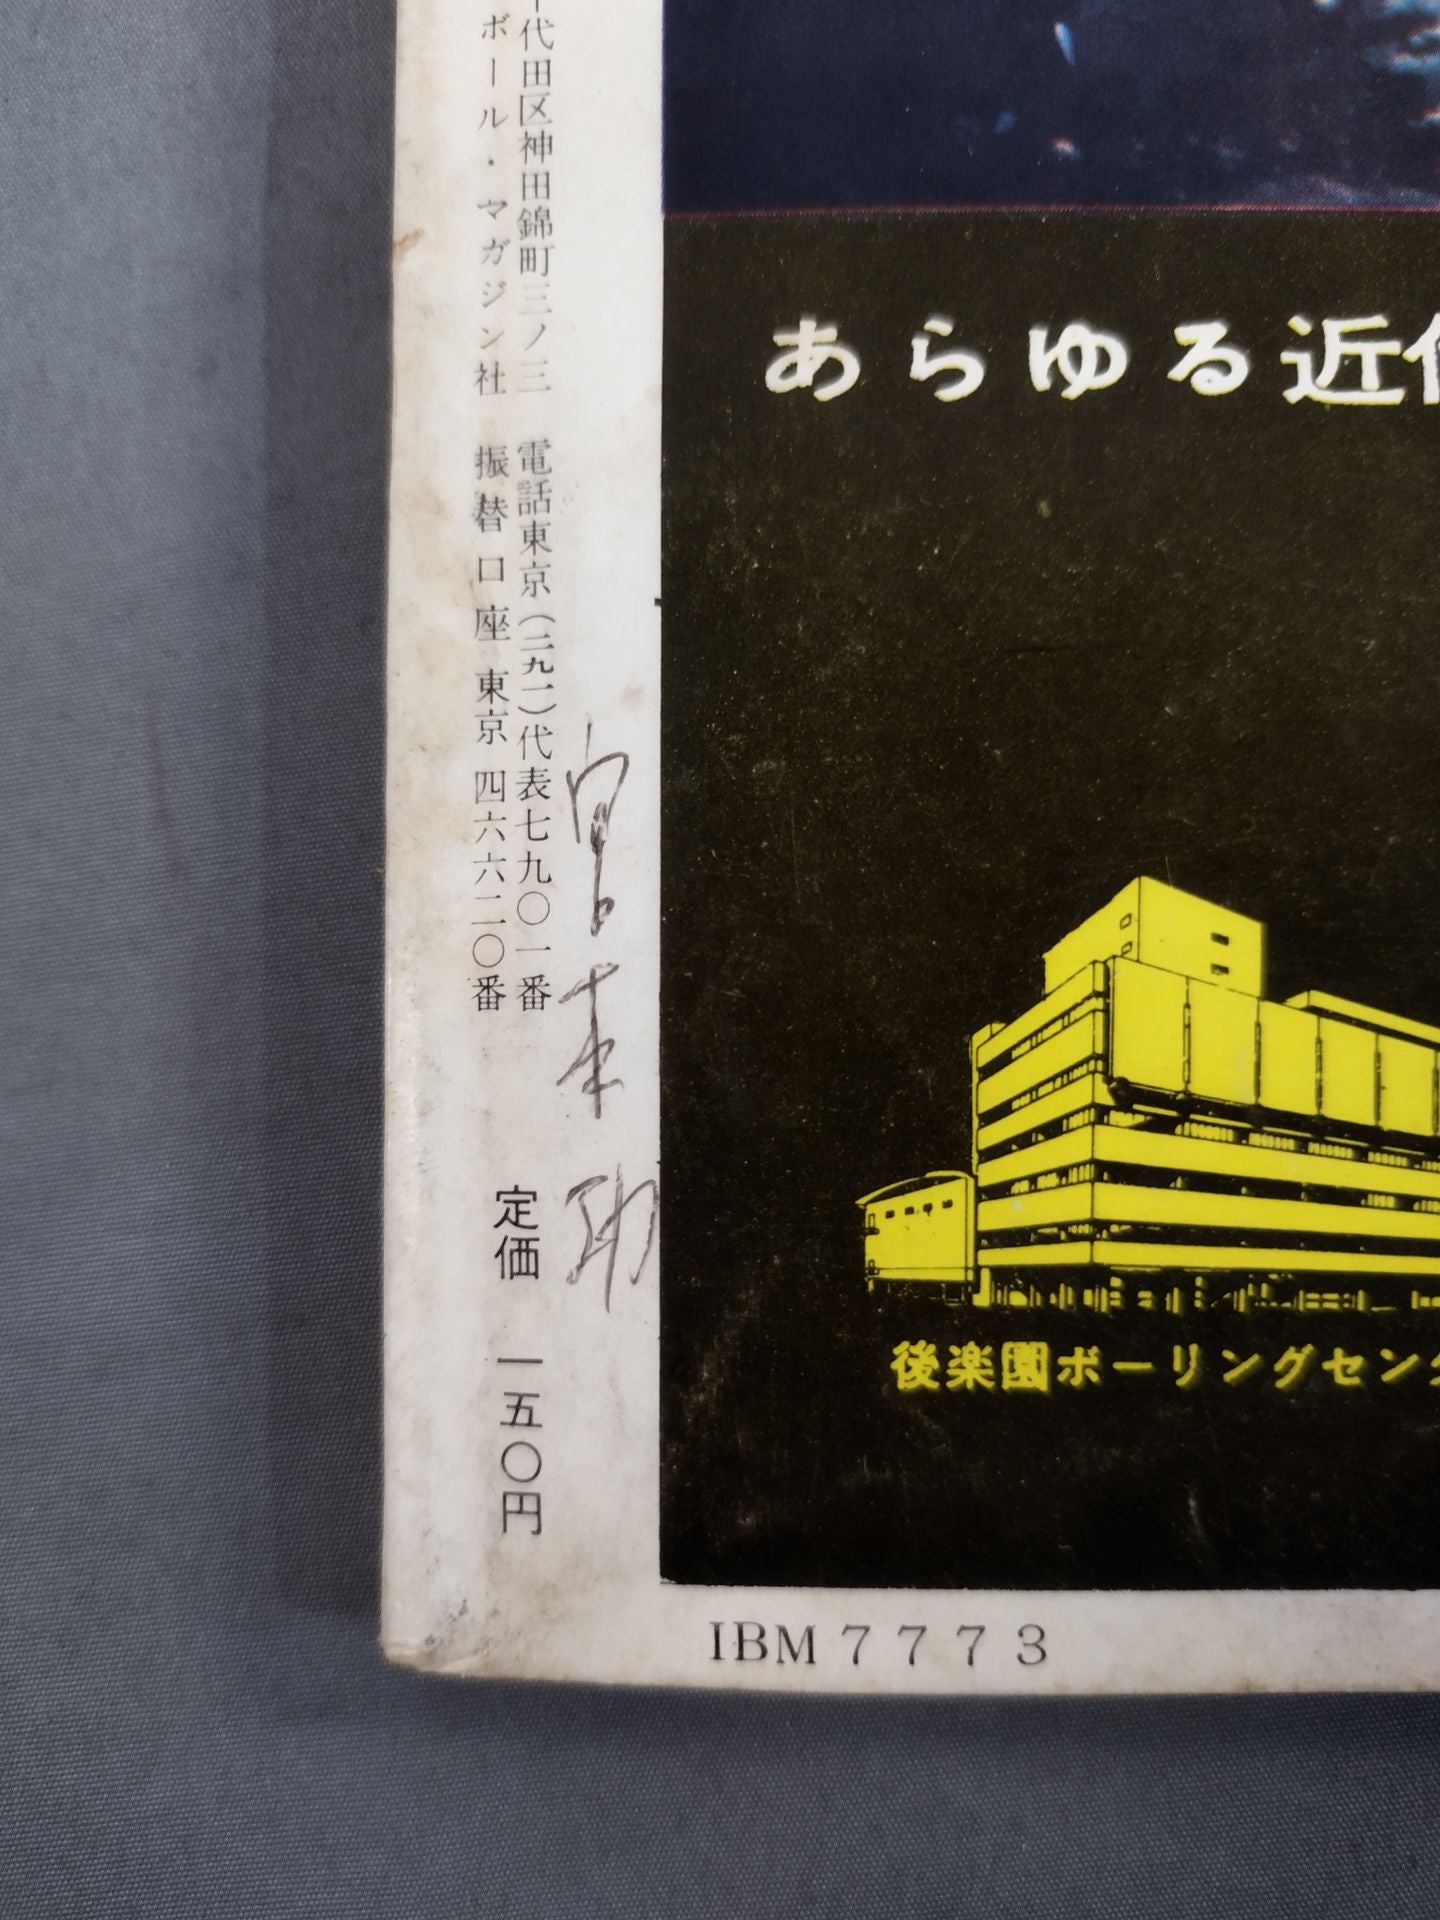 代田区神田錦町三ノ三 電話東京(二九一)代表七九〇一番
ボール・マガジン社 振替口座東京四六六二〇番
定価 一五〇円
宮本
あらゆる近
後楽園ボーリングセン
IBM7773